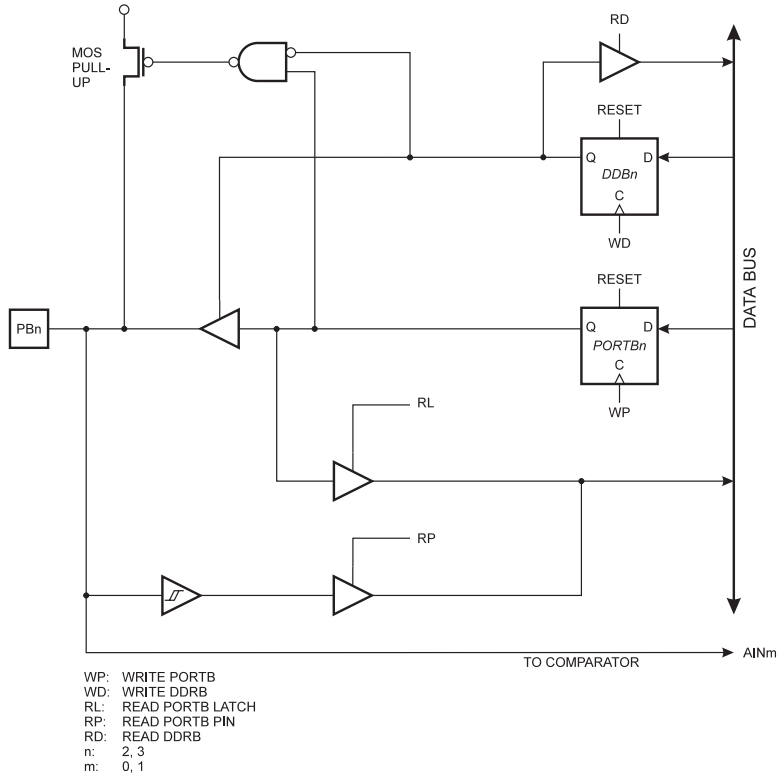 RD
MOS
PULL-
UP
RESET
Q D
DDBn
C
WD
DATA BUS
RESET
PBn
Q D
PORTBn
C
WP
RL
RP
AINm
TO COMPARATOR
WP: WRITE PORTB
WD: WRITE DDRB
RL: READ PORTB LATCH
RP: READ PORTB PIN
RD: READ DDRB
n: 2, 3
m: 0, 1